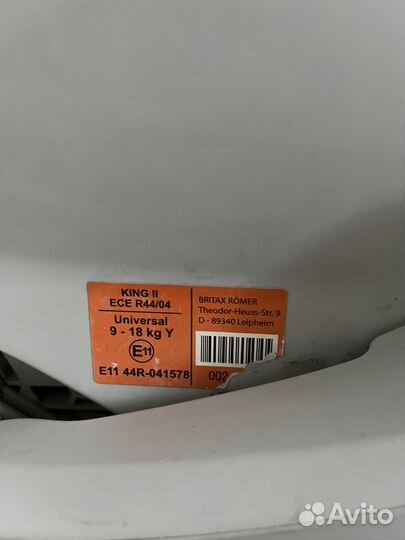 KING II
ECE R44/04
Universal
9 - 18 kg Y
E11
E11 44R-041578
BRITAX RÖMER
Theodor-Heuss-Str. 9
D - 89340 Leipheim
002
Avito